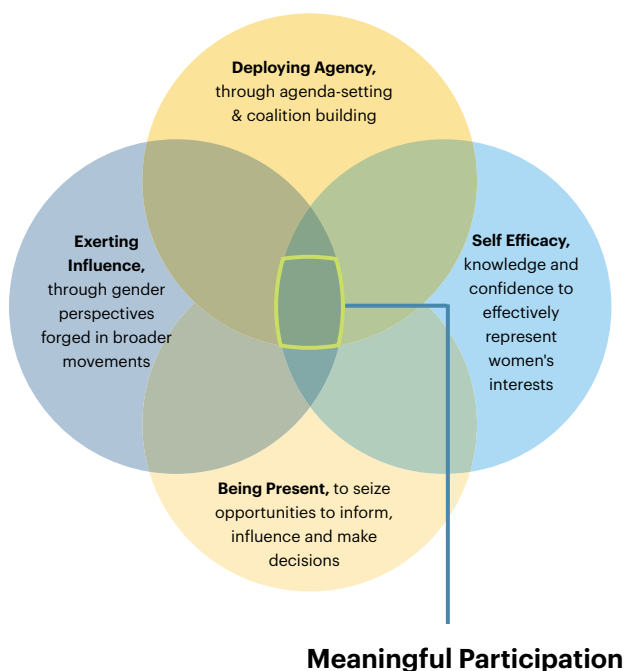 Deploying Agency,
through agenda-setting
& coalition building
Exerting
Influence,
through gender
perspectives
forged in broader
movements
Self Efficacy,
knowledge and
confidence to
effectively
represent
women's
interests
Being Present, to seize
opportunities to inform,
influence and make
decisions
Meaningful Participation